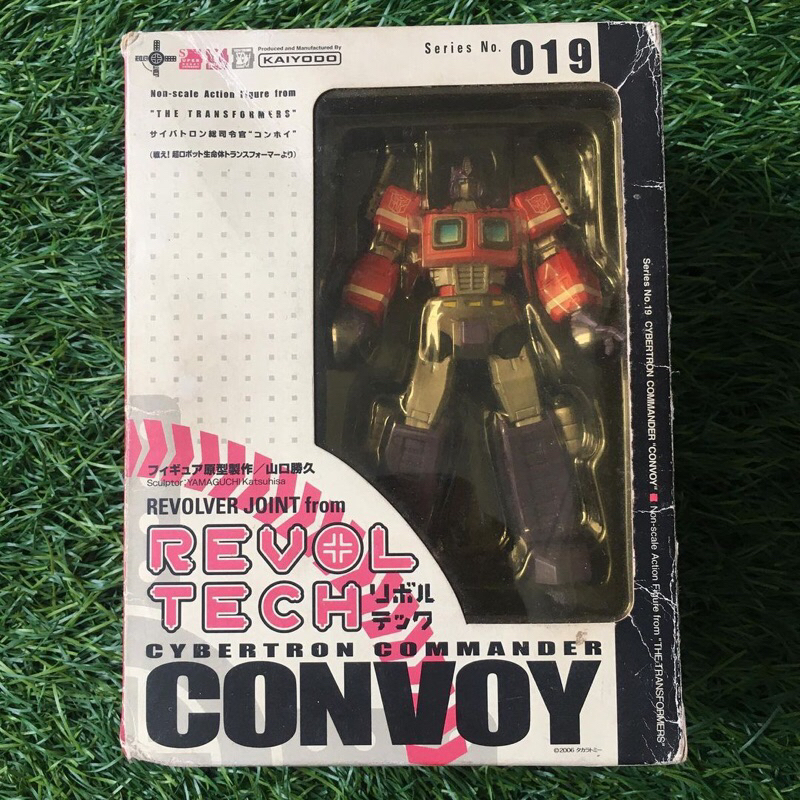 Produced and Manufactured By
KAIYODO
Series No. 019
Non-scale Action Figure from
"THE TRANSFORMERS"
サイバトロン総司令官"コンボイ"
(戦え!超ロボット生命体トランスフォーマーより)
フィギュア原型製作/山口勝久
Sculptor:YAMAGUCHI Katsuhisa
REVOLVER JOINT from
REVOL
TECH
リボル
テック
CYBERTRON COMMANDER
CONVOY
©2006 タカラトミー
Series No.19 CYBERTRON COMMANDER "CONVOY" ■ Non-scale Action Figure from "THE TRANSFORMERS"